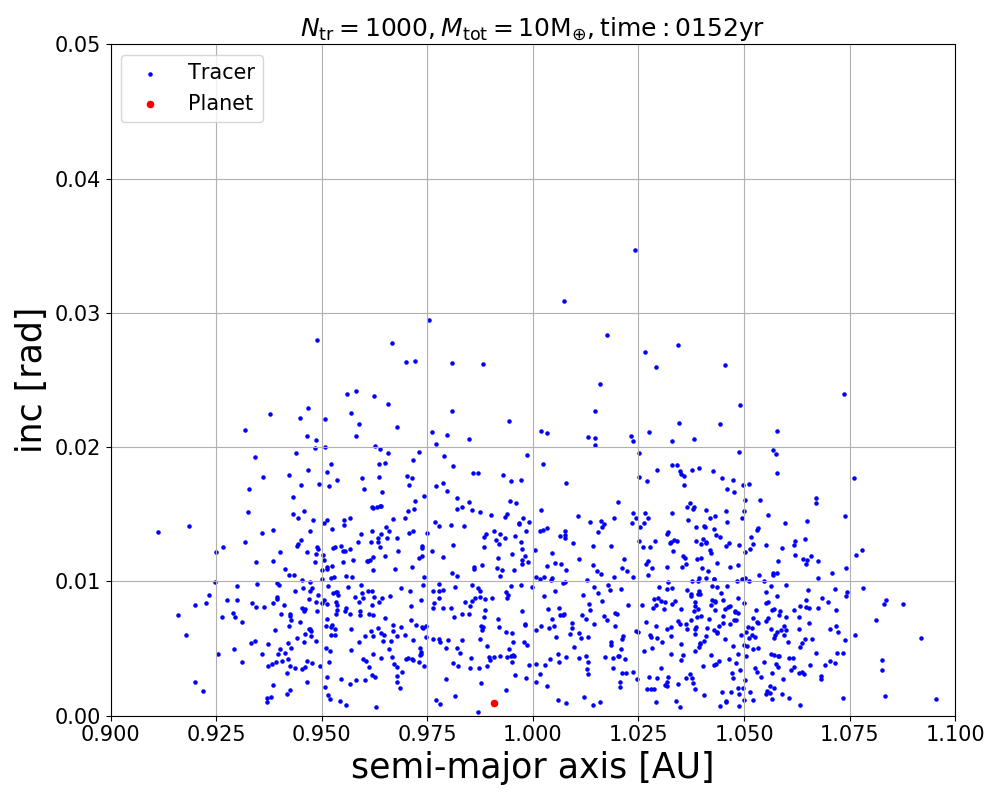 N_tr = 1000, M_tot = 10M_⊕, time : 0152yr
Tracer
Planet
0.05
0.04
0.03
0.02
0.01
0.00
inc [rad]
0.900 0.925 0.950 0.975 1.000 1.025 1.050 1.075 1.100
semi-major axis [AU]